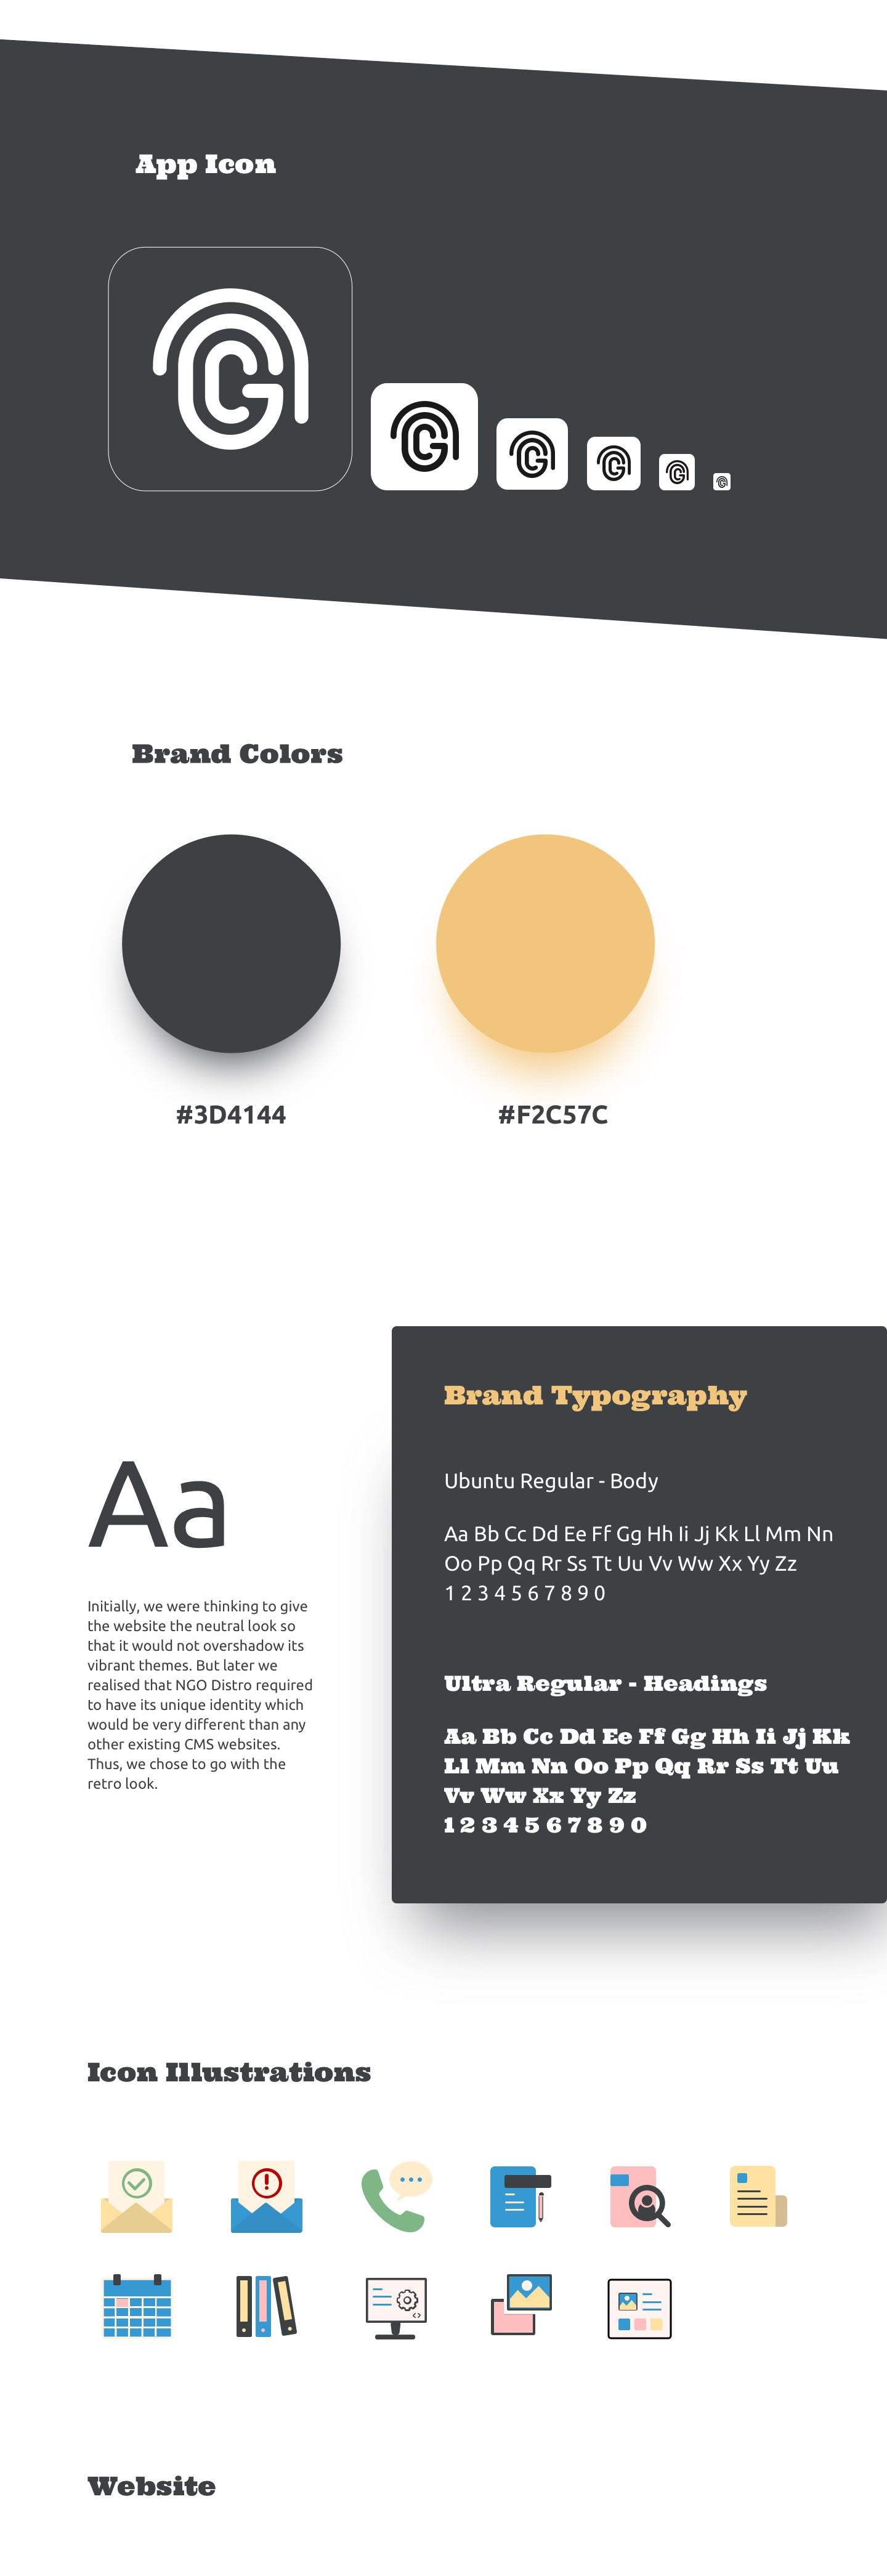 App Icon
Brand Colors
#3D4144
#F2C57C
Brand Typography
Ubuntu Regular - Body
Aa Bb Cc Dd Ee Ff Gg Hh Ii Jj Kk Ll Mm Nn
Oo Pp Qq Rr Ss Tt Uu Vv Ww Xx Yy Zz
1 2 3 4 5 6 7 8 9 0
Ultra Regular - Headings
Aa Bb Cc Dd Ee Ff Gg Hh Ii Jj Kk
Ll Mm Nn Oo Pp Qq Rr Ss Tt Uu
Vv Ww Xx Yy Zz
1 2 3 4 5 6 7 8 9 0
Aa
Initially, we were thinking to give
the website the neutral look so
that it would not overshadow its
vibrant themes. But later we
realised that NGO Distro required
to have its unique identity which
would be very different than any
other existing CMS websites.
Thus, we chose to go with the
retro look.
Icon Illustrations
Website